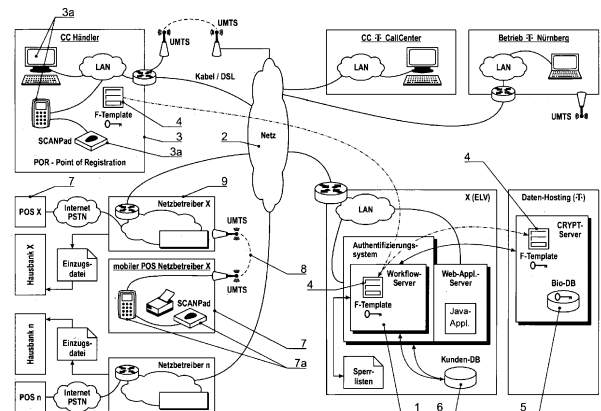 3a
CC Händler
UMTS
UMTS
CC ·T· CallCenter
Betrieb ·T· Nürnberg
LAN
LAN
LAN
Kabel / DSL
UMTS
4
F-Template
3
SCANPad
3a
POR - Point of Registration
2
Netz
7
9
POS X
Internet
PSTN
Netzbetreiber X
UMTS
Hausbank X
Einzugs-
datei
mobiler POS Netzbetreiber X
UMTS
8
SCANPad
7
7a
Hausbank n
Einzugs-
datei
POS n
Internet
PSTN
Netzbetreiber n
X (ELV)
LAN
Authentifizierungs-
system
4
Workflow-
Server
F-Template
Web-Appl.-
Server
Java-
Appl.
Sperr-
listen
Kunden-DB
1
6
4
Daten-Hosting (·T·)
CRYPT-
Server
F-Template
Bio-DB
5